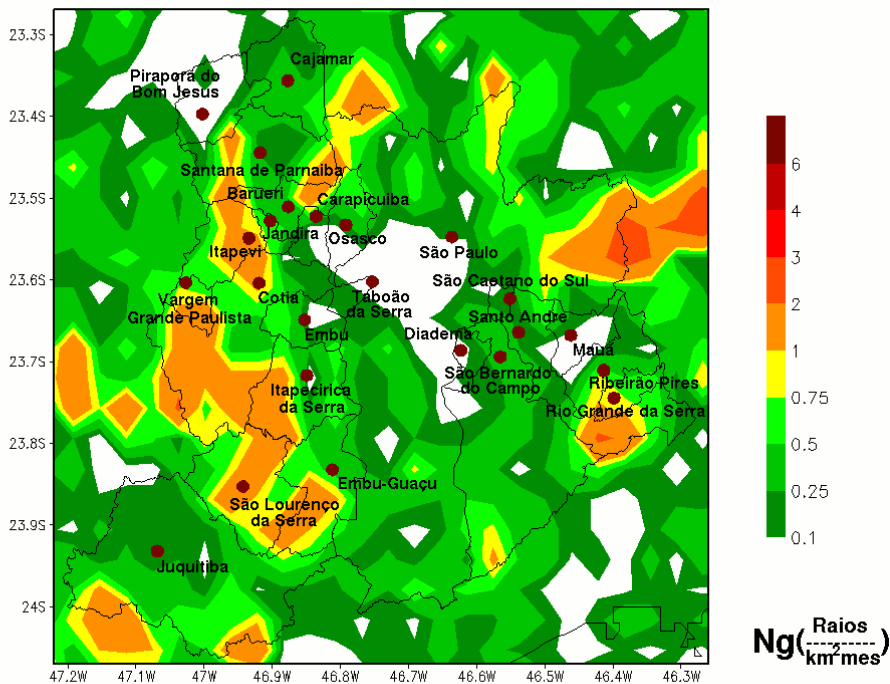 23.3S
Cajamar
Pirapora do
Bom Jesus
23.4S
Santana de Parnaiba
23.5S
Barueri
Carapicuiba
Jandira
Osasco
Itapevi
São Paulo
23.6S
São Caetano do Sul
Vargem
Grande Paulista
Cotia
Taboão
da Serra
Santo Andre
Embú
Diadema
Mauá
23.7S
São Bernardo
do Campo
Itapecirica
da Serra
Ribeirão Pires
Rio Grande da Serra
23.8S
Embu-Guaçu
São Lourenço
da Serra
23.9S
Juquitiba
24S
47.2W
47.1W
47W
46.9W
46.8W
46.7W
46.6W
46.5W
46.4W
46.3W
6
4
3
2
1
0.75
0.5
0.25
0.1
Ng(Raios
----------
km2mes)